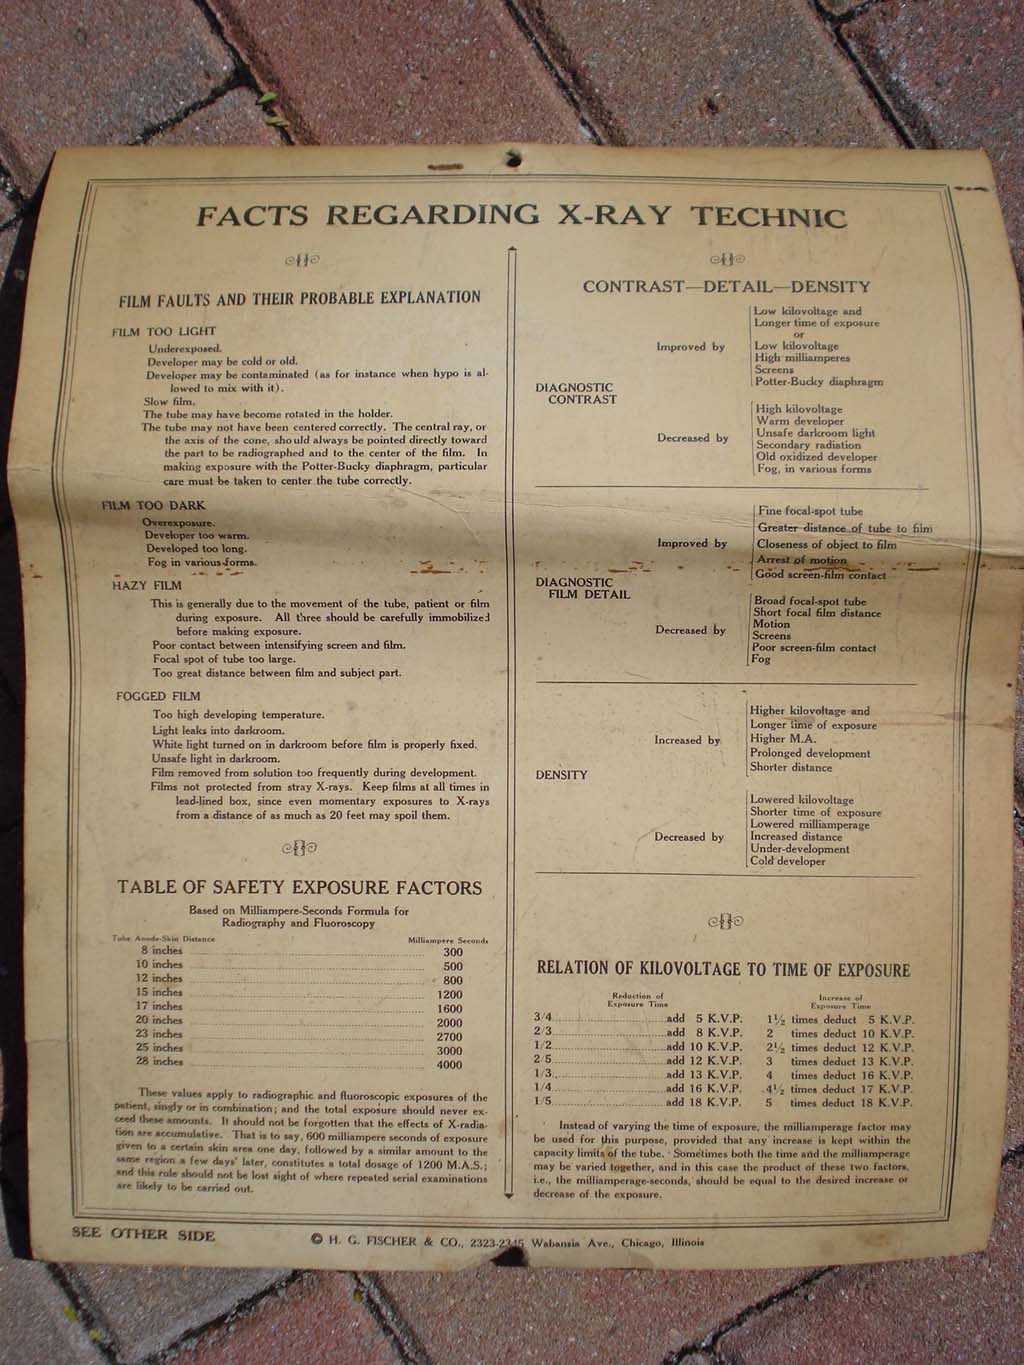 FACTS REGARDING X-RAY TECHNIC
FILM FAULTS AND THEIR PROBABLE EXPLANATION
FILM TOO LIGHT
Underexposed.
Developer may be cold or old.
Developer may be contaminated (as for instance when hypo is al-
lowed to mix with it).
Slow film.
The tube may have become rotated in the holder.
The tube may not have been centered correctly. The central ray, or
the axis of the cone, should always be pointed directly toward
the part to be radiographed and to the center of the film. In
making exposure with the Potter-Bucky diaphragm, particular
care must be taken to center the tube correctly.
FILM TOO DARK
Overexposure.
Developer too warm.
Developed too long.
Fog in various forms.
HAZY FILM
This is generally due to the movement of the tube, patient or film
during exposure. All three should be carefully immobilized
before making exposure.
Poor contact between intensifying screen and film.
Focal spot of tube too large.
Too great distance between film and subject part.
FOGGED FILM
Too high developing temperature.
Light leaks into darkroom.
White light turned on in darkroom before film is properly fixed.
Unsafe light in darkroom.
Film removed from solution too frequently during development.
Films not protected from stray X-rays. Keep films at all times in
lead-lined box, since even momentary exposures to X-rays
from a distance of as much as 20 feet may spoil them.
TABLE OF SAFETY EXPOSURE FACTORS
Based on Milliampere-Seconds Formula for
Radiography and Fluoroscopy
Tube Anode-Skin Distance Milliampere Seconds
8 inches 300
10 inches 500
12 inches 800
15 inches 1200
17 inches 1600
20 inches 2000
23 inches 2700
25 inches 3000
28 inches 4000
These values apply to radiographic and fluoroscopic exposures of the
patient, singly or in combination; and the total exposure should never ex-
ceed these amounts. It should not be forgotten that the effects of X-radia-
tion are accumulative. That is to say, 600 milliampere seconds of exposure
given to a certain skin area one day, followed by a similar amount to the
same region a few days' later, constitutes a total dosage of 1200 M.A.S.;
and this rule should not be lost sight of where repeated serial examinations
are likely to be carried out.
CONTRAST—DETAIL—DENSITY
DIAGNOSTIC
CONTRAST
Improved by
Low kilovoltage and
Longer time of exposure
or
Low kilovoltage
High milliamperes
Screens
Potter-Bucky diaphragm
Decreased by
High kilovoltage
Warm developer
Unsafe darkroom light
Secondary radiation
Old oxidized developer
Fog, in various forms
DIAGNOSTIC
FILM DETAIL
Improved by
Fine focal-spot tube
Greater distance of tube to film
Closeness of object to film
Arrest of motion
Good screen-film contact
Decreased by
Broad focal-spot tube
Short focal film distance
Motion
Screens
Poor screen-film contact
Fog
DENSITY
Increased by
Higher kilovoltage and
Longer time of exposure
Higher M.A.
Prolonged development
Shorter distance
Decreased by
Lowered kilovoltage
Shorter time of exposure
Lowered milliamperage
Increased distance
Under-development
Cold developer
RELATION OF KILOVOLTAGE TO TIME OF EXPOSURE
Reduction of
Exposure Time
Increase of
Exposure Time
3/4 add 5 K.V.P. 1½ times deduct 5 K.V.P.
2/3 add 8 K.V.P. 2 times deduct 10 K.V.P.
1/2 add 10 K.V.P. 2½ times deduct 12 K.V.P.
2/5 add 12 K.V.P. 3 times deduct 13 K.V.P.
1/3 add 13 K.V.P. 4 times deduct 16 K.V.P.
1/4 add 16 K.V.P. 4½ times deduct 17 K.V.P.
1/5 add 18 K.V.P. 5 times deduct 18 K.V.P.
Instead of varying the time of exposure, the milliamperage factor may
be used for this purpose, provided that any increase is kept within the
capacity limits of the tube. Sometimes both the time and the milliamperage
may be varied together, and in this case the product of these two factors,
i.e., the milliamperage-seconds, should be equal to the desired increase or
decrease of the exposure.
SEE OTHER SIDE
© H. G. FISCHER & CO., 2323-2345 Wabansia Ave., Chicago, Illinois